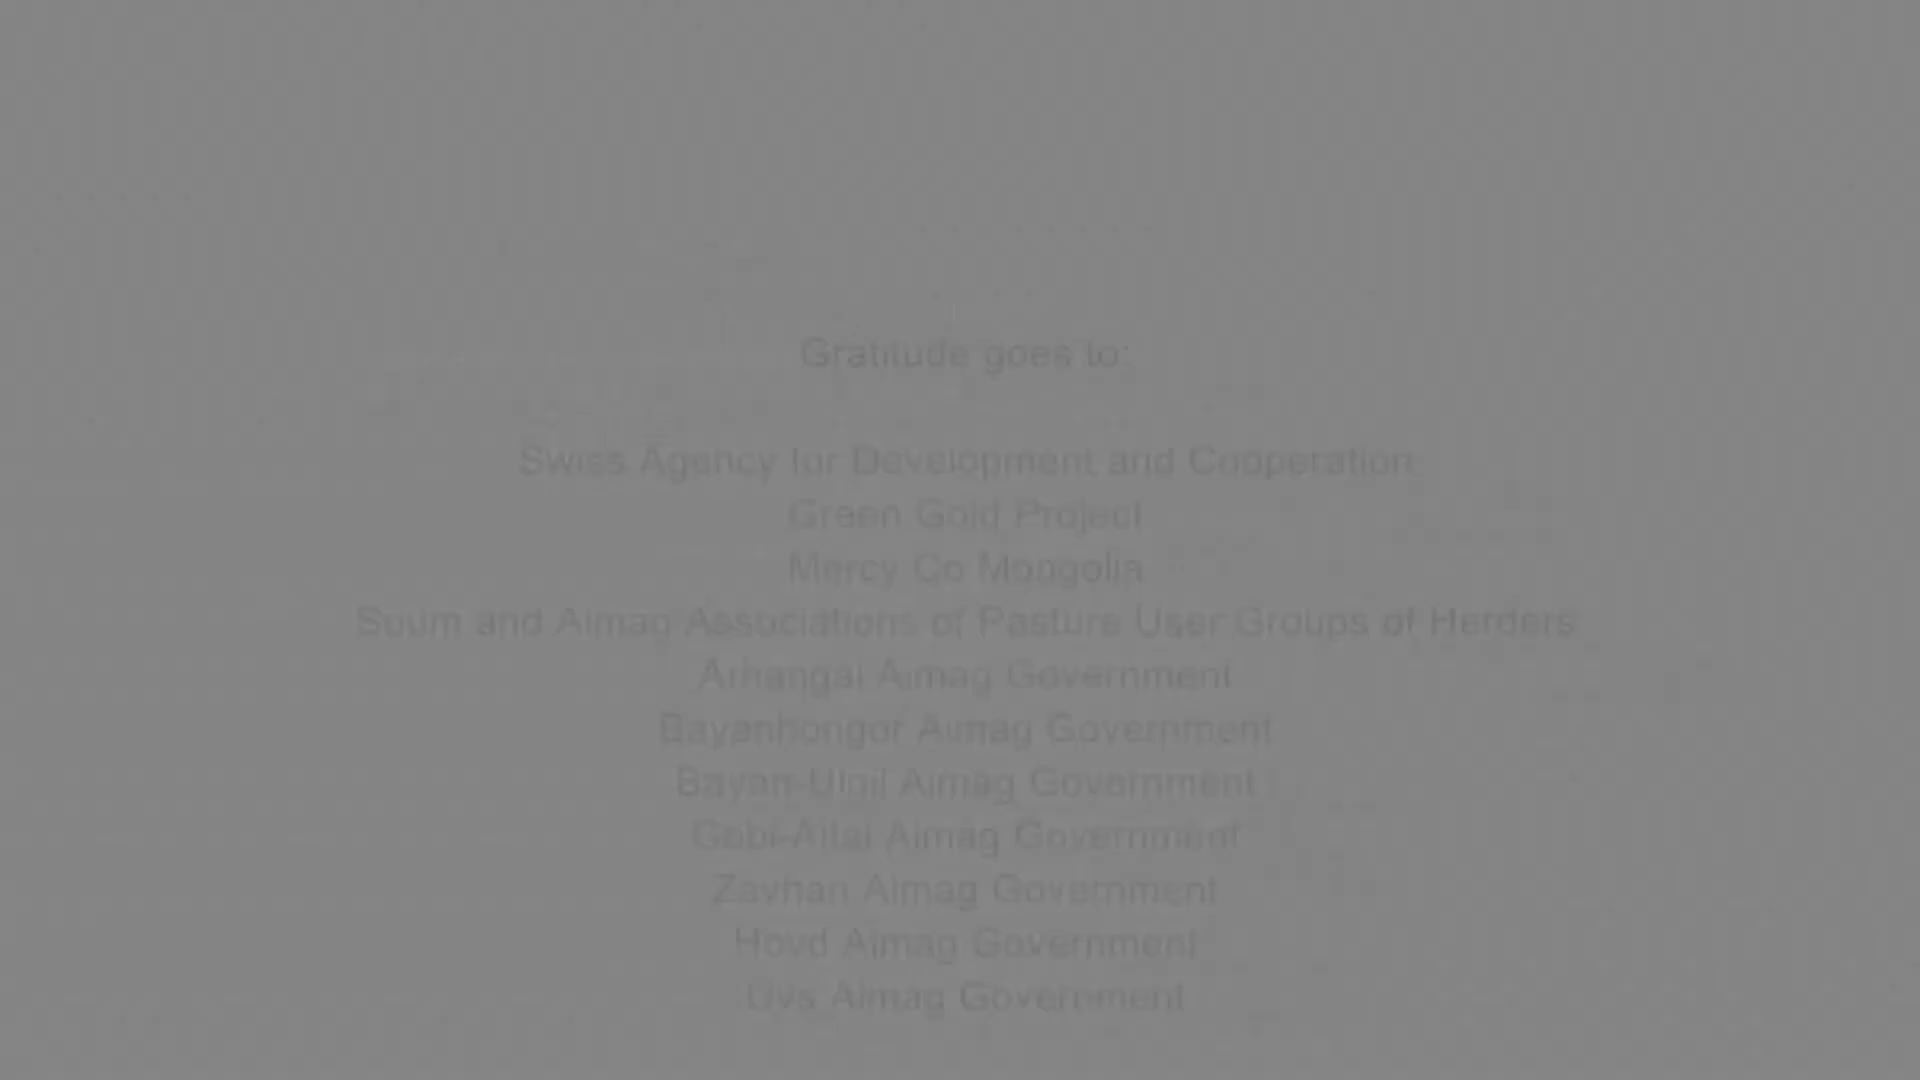 Gratitude goes to:
Swiss Agency for Development and Cooperation
Green Gold Project
Mercy Co Mongolia
Soum and Aimag Associations of Pasture User Groups of Herders
Arhangai Aimag Government
Bayanhongor Aimag Government
Bayan-Ulgii Aimag Government
Gobi-Altai Aimag Government
Zavhan Aimag Government
Hovd Aimag Government
Uvs Aimag Government